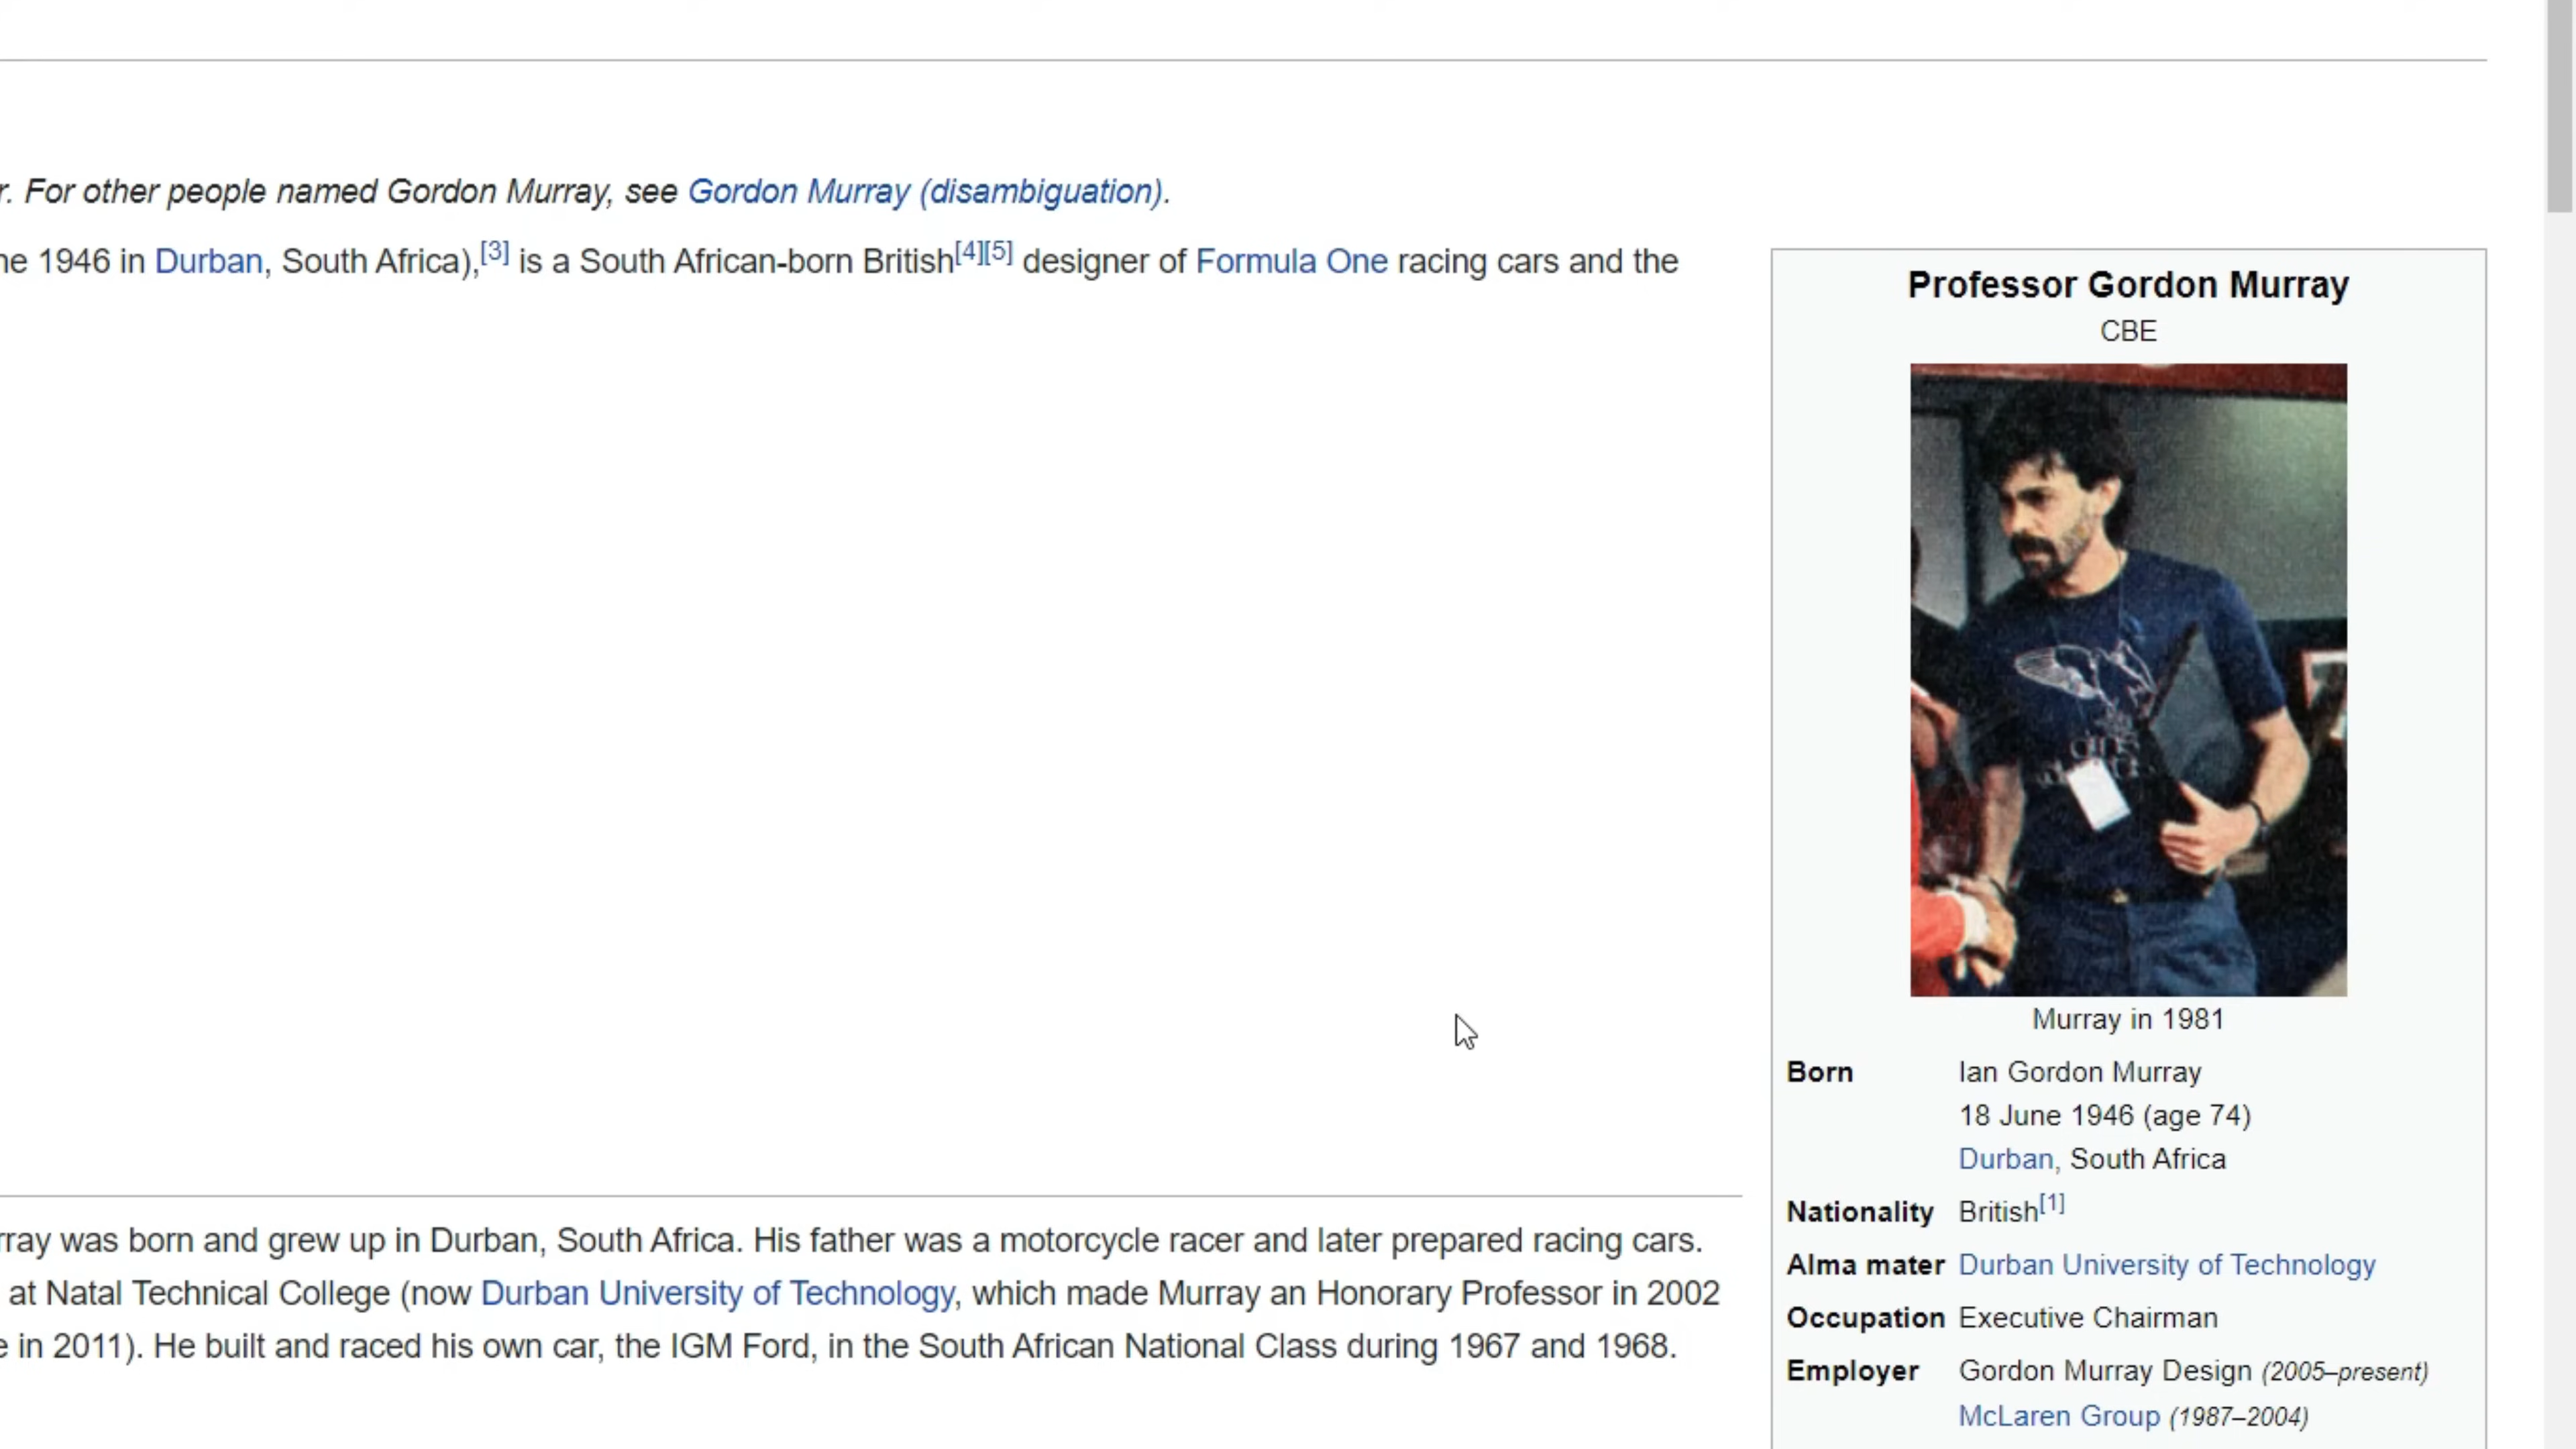 r. For other people named Gordon Murray, see Gordon Murray (disambiguation).
ne 1946 in Durban, South Africa),[3] is a South African-born British[4][5] designer of Formula One racing cars and the
Professor Gordon Murray
CBE
Murray in 1981
Born Ian Gordon Murray
18 June 1946 (age 74)
Durban, South Africa
Nationality British[1]
Alma mater Durban University of Technology
Occupation Executive Chairman
Employer Gordon Murray Design (2005–present)
McLaren Group (1987–2004)
rray was born and grew up in Durban, South Africa. His father was a motorcycle racer and later prepared racing cars.
at Natal Technical College (now Durban University of Technology, which made Murray an Honorary Professor in 2002
e in 2011). He built and raced his own car, the IGM Ford, in the South African National Class during 1967 and 1968.